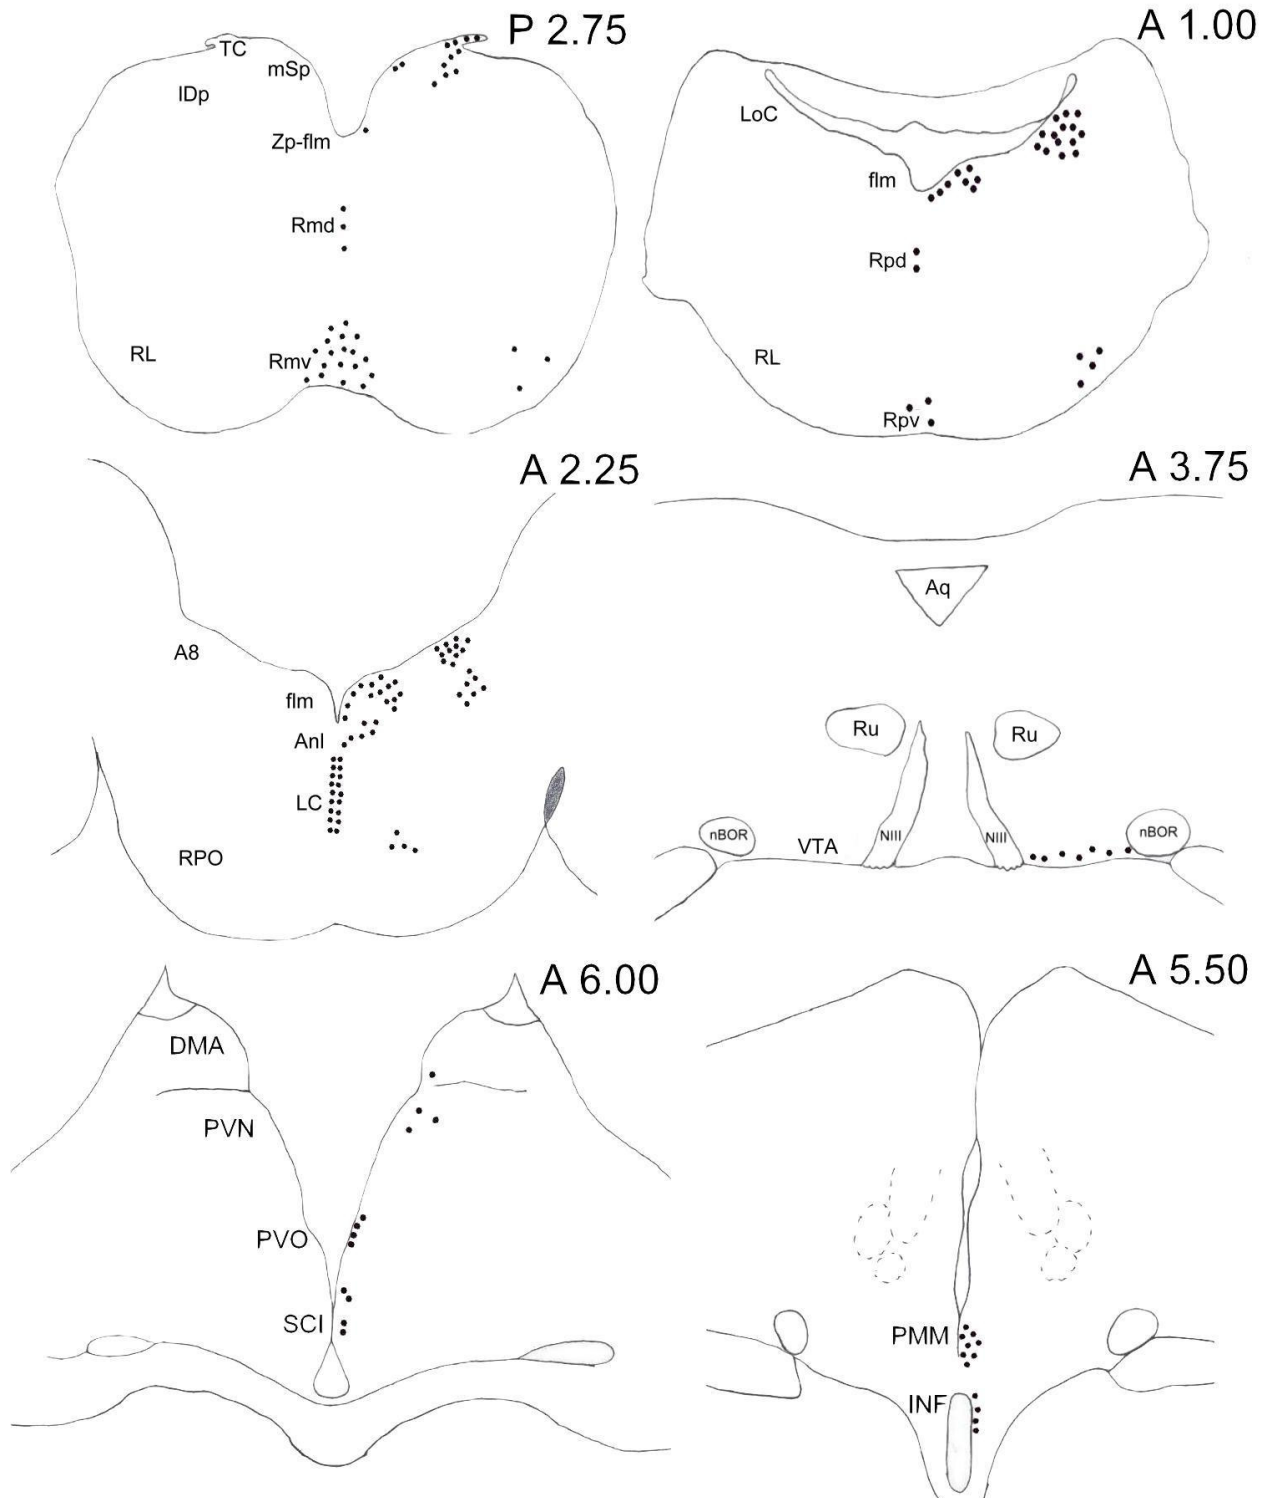 P 2.75
TC
mSp
lDp
Zp-flm
Rmd
RL
Rmv
A 1.00
LoC
flm
Rpd
RL
Rpv
A 2.25
A8
flm
Anl
LC
RPO
A 3.75
Aq
Ru
Ru
nBOR
VTA
NIII
NIII
nBOR
A 6.00
DMA
PVN
PVO
SCI
A 5.50
PMM
INF